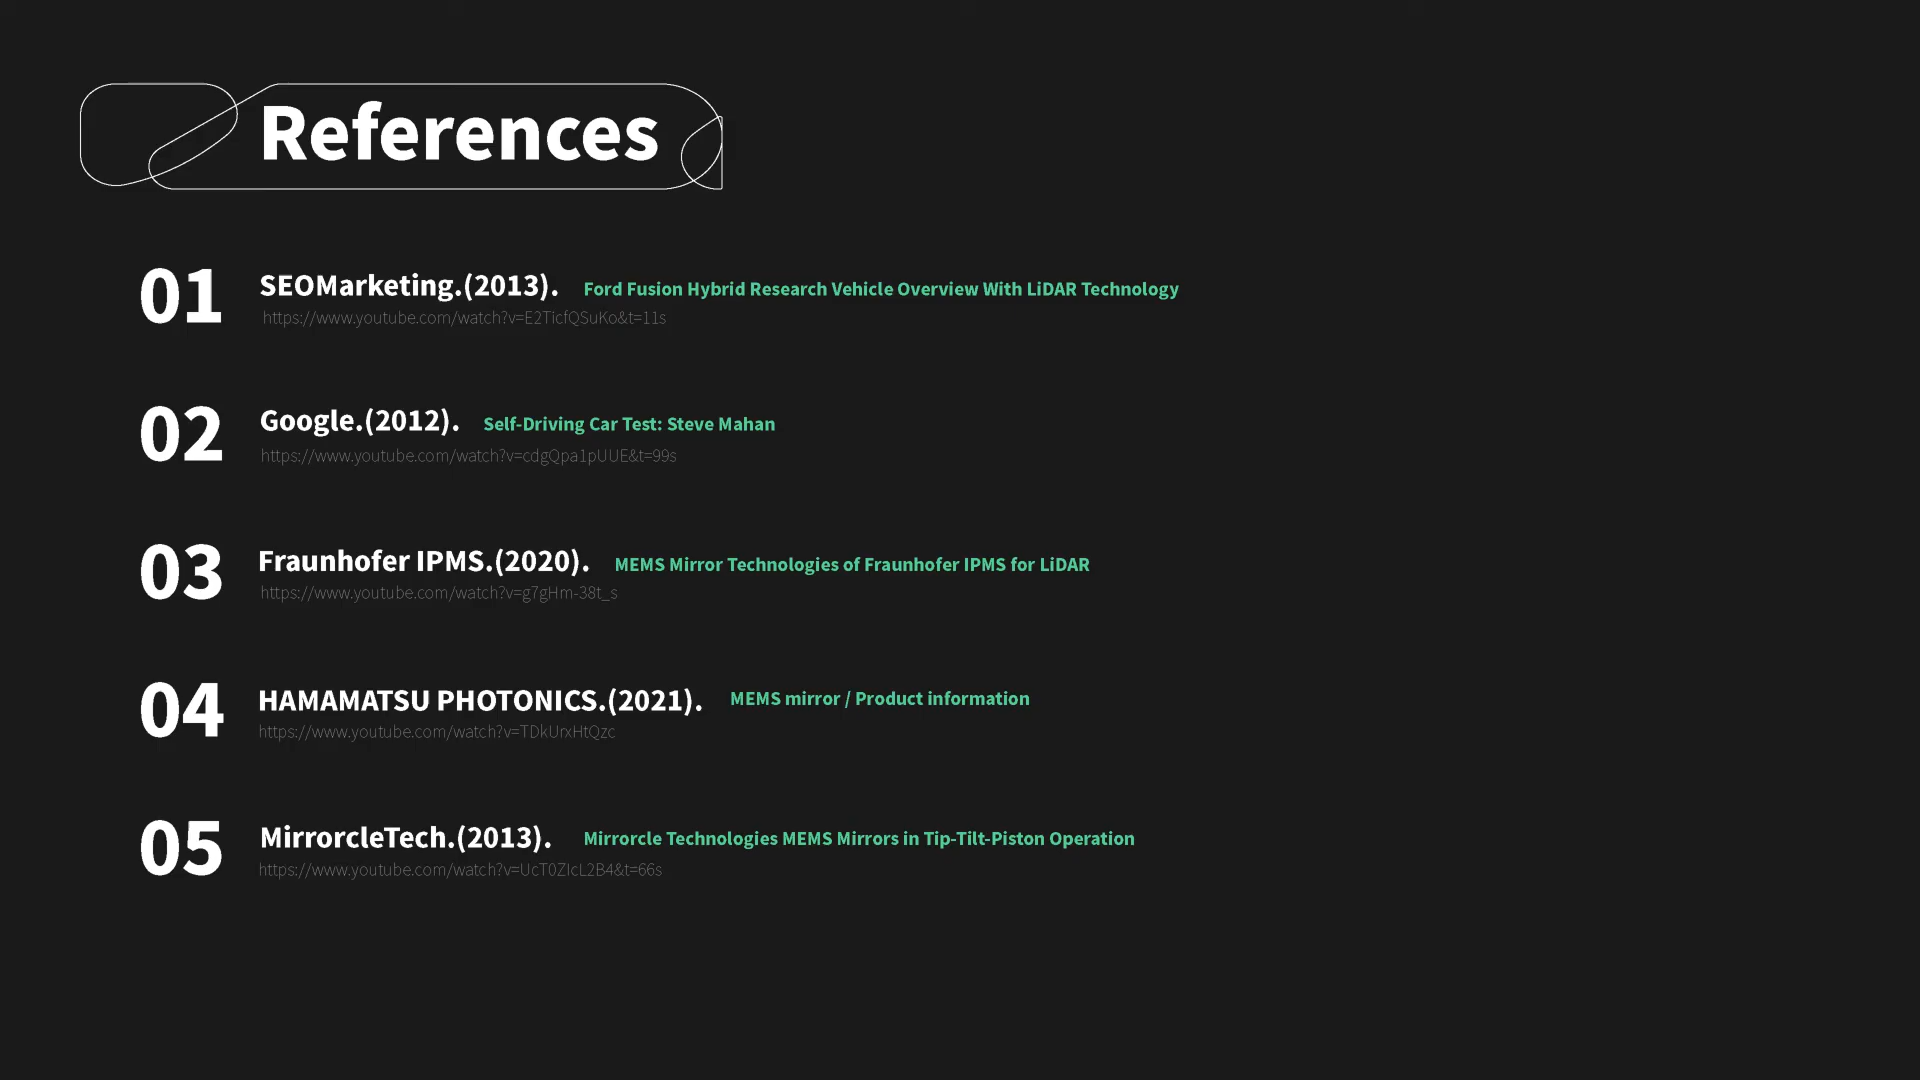 References
01
SEOMarketing.(2013). Ford Fusion Hybrid Research Vehicle Overview With LiDAR Technology
https://www.youtube.com/watch?v=E2TicfQSuKo&t=11s
02
Google.(2012). Self-Driving Car Test: Steve Mahan
https://www.youtube.com/watch?v=cdgQpa1pUUE&t=99s
03
Fraunhofer IPMS.(2020). MEMS Mirror Technologies of Fraunhofer IPMS for LiDAR
https://www.youtube.com/watch?v=g7gHm-38t_s
04
HAMAMATSU PHOTONICS.(2021). MEMS mirror / Product information
https://www.youtube.com/watch?v=TDkUrxHtQzc
05
MirrorcleTech.(2013). Mirrorcle Technologies MEMS Mirrors in Tip-Tilt-Piston Operation
https://www.youtube.com/watch?v=UcT0ZIcL2B4&t=66s